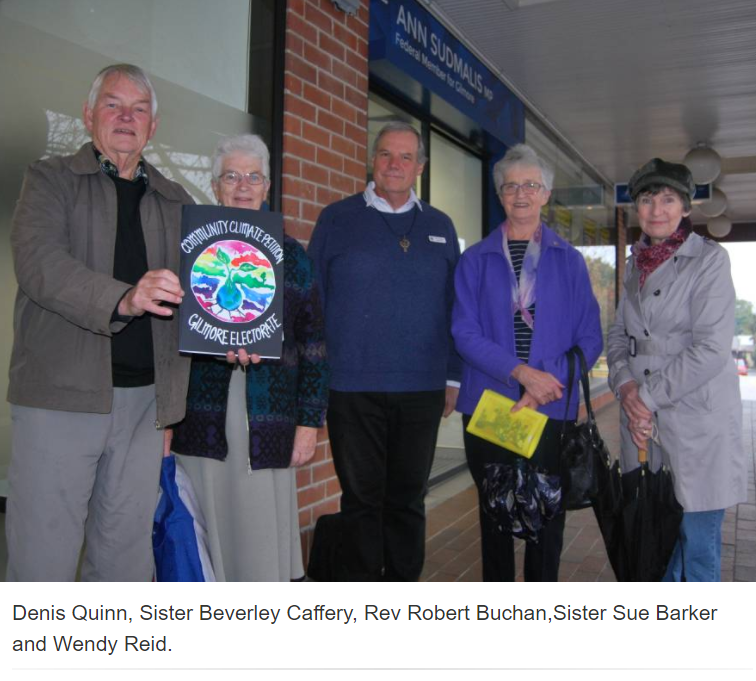 ANN SUDMALIS MP
Federal Member for Gilmore
COMMUNITY CLIMATE PETITION
GILMORE ELECTORATE
Denis Quinn, Sister Beverley Caffery, Rev Robert Buchan,Sister Sue Barker
and Wendy Reid.